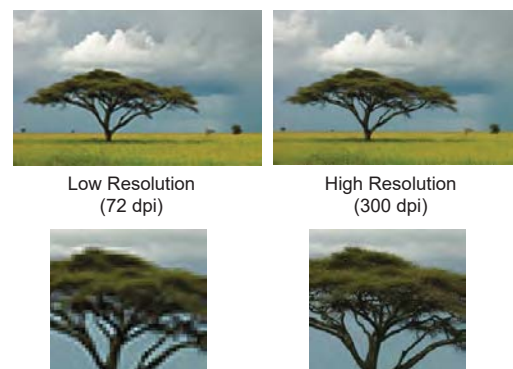 Low Resolution
(72 dpi)
High Resolution
(300 dpi)